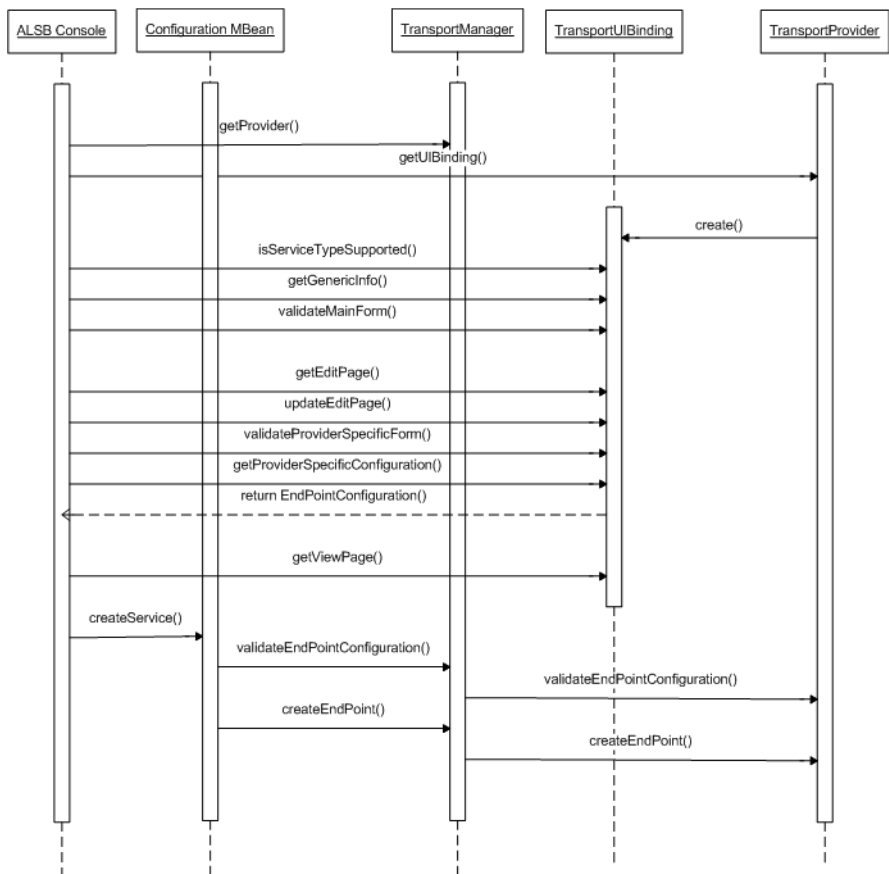 ALSB Console
Configuration MBean
TransportManager
TransportUIBinding
TransportProvider
getProvider()
getUIBinding()
create()
isServiceTypeSupported()
getGenericInfo()
validateMainForm()
getEditPage()
updateEditPage()
validateProviderSpecificForm()
getProviderSpecificConfiguration()
return EndPointConfiguration()
getViewPage()
createService()
validateEndPointConfiguration()
validateEndPointConfiguration()
createEndPoint()
createEndPoint()